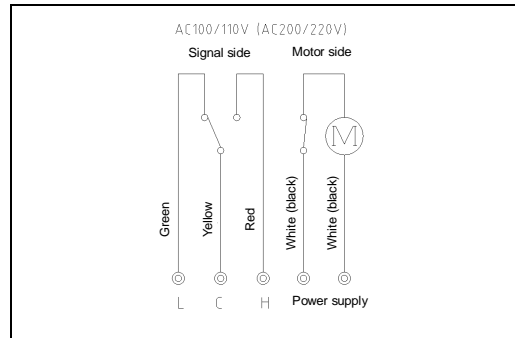 AC100/110V (AC200/220V)
Signal side Motor side
M
Green Yellow Red White (black) White (black)
L C H Power supply